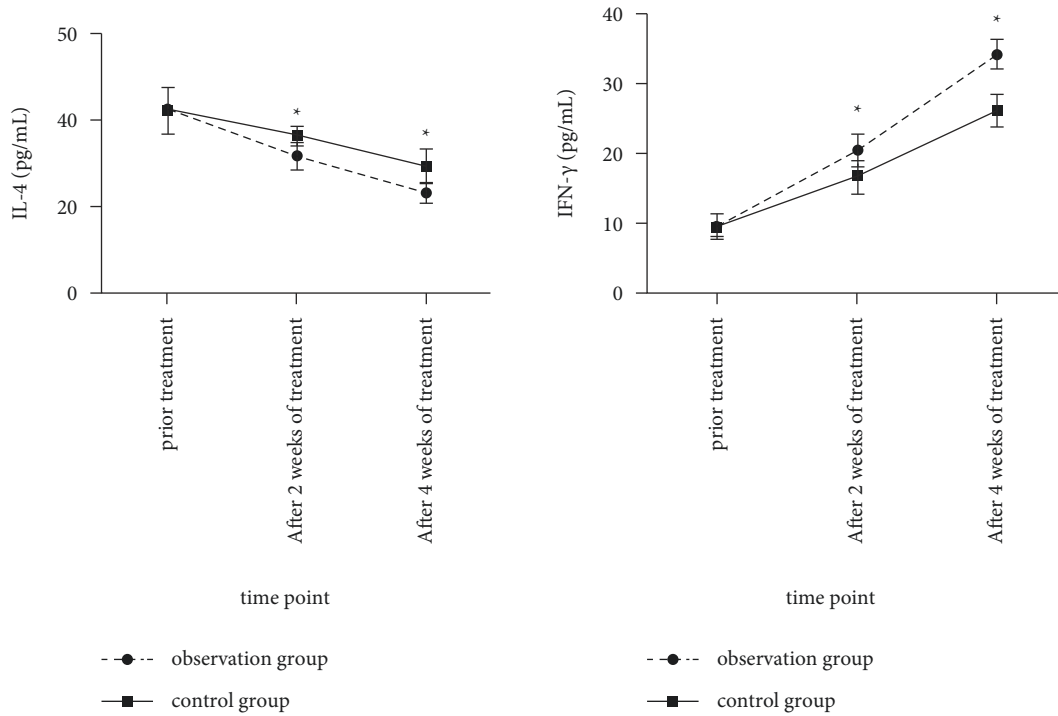 50
40
30
20
0
IL-4 (pg/mL)
*
*
prior treatment
After 2 weeks of treatment
After 4 weeks of treatment
time point
observation group
control group
40
30
20
10
0
IFN-γ (pg/mL)
*
*
prior treatment
After 2 weeks of treatment
After 4 weeks of treatment
time point
observation group
control group